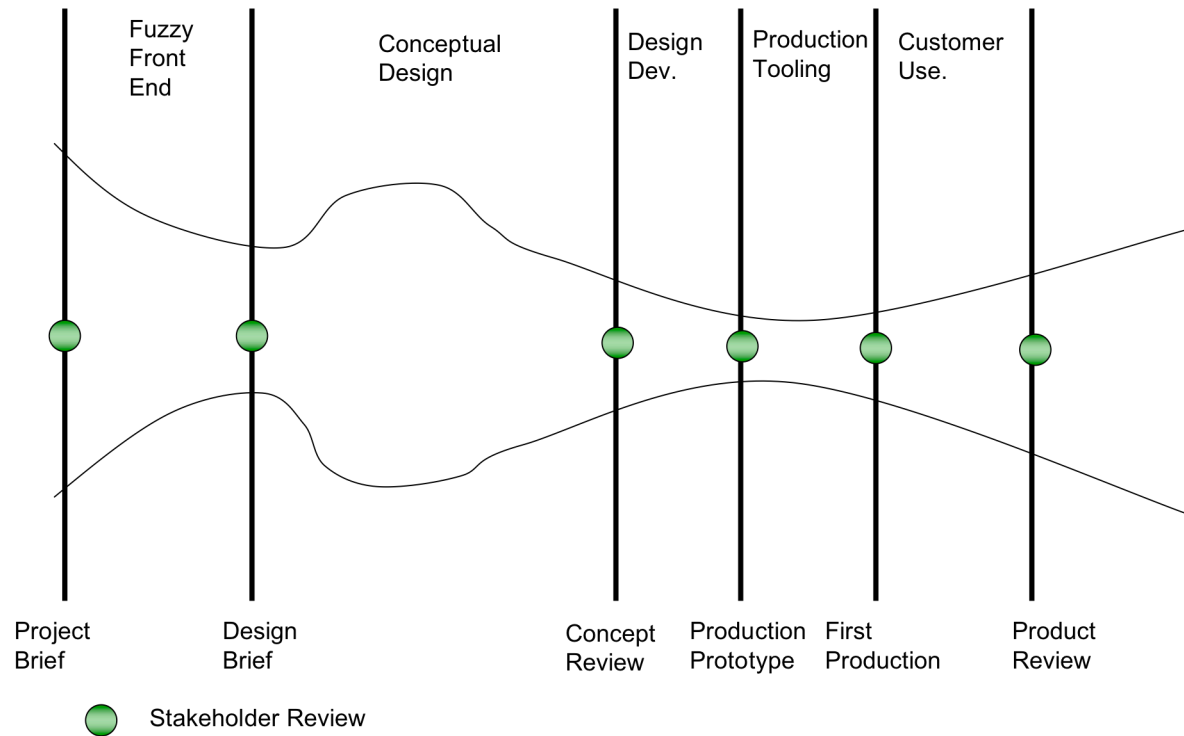 Fuzzy
Front
End
Conceptual
Design
Design
Dev.
Production
Tooling
Customer
Use.
Project
Brief
Design
Brief
Concept
Review
Production
Prototype
First
Production
Product
Review
Stakeholder Review